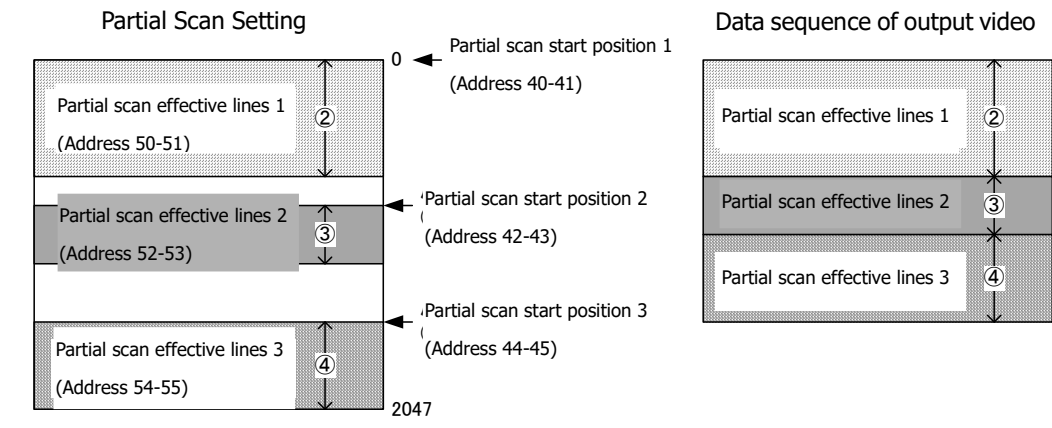 Partial Scan Setting
0
Partial scan start position 1
(Address 40-41)
Partial scan effective lines 1
(Address 50-51)
②
Partial scan start position 2
(Address 42-43)
Partial scan effective lines 2
(Address 52-53)
③
Partial scan start position 3
(Address 44-45)
Partial scan effective lines 3
(Address 54-55)
④
2047
Data sequence of output video
Partial scan effective lines 1
②
Partial scan effective lines 2
③
Partial scan effective lines 3
④